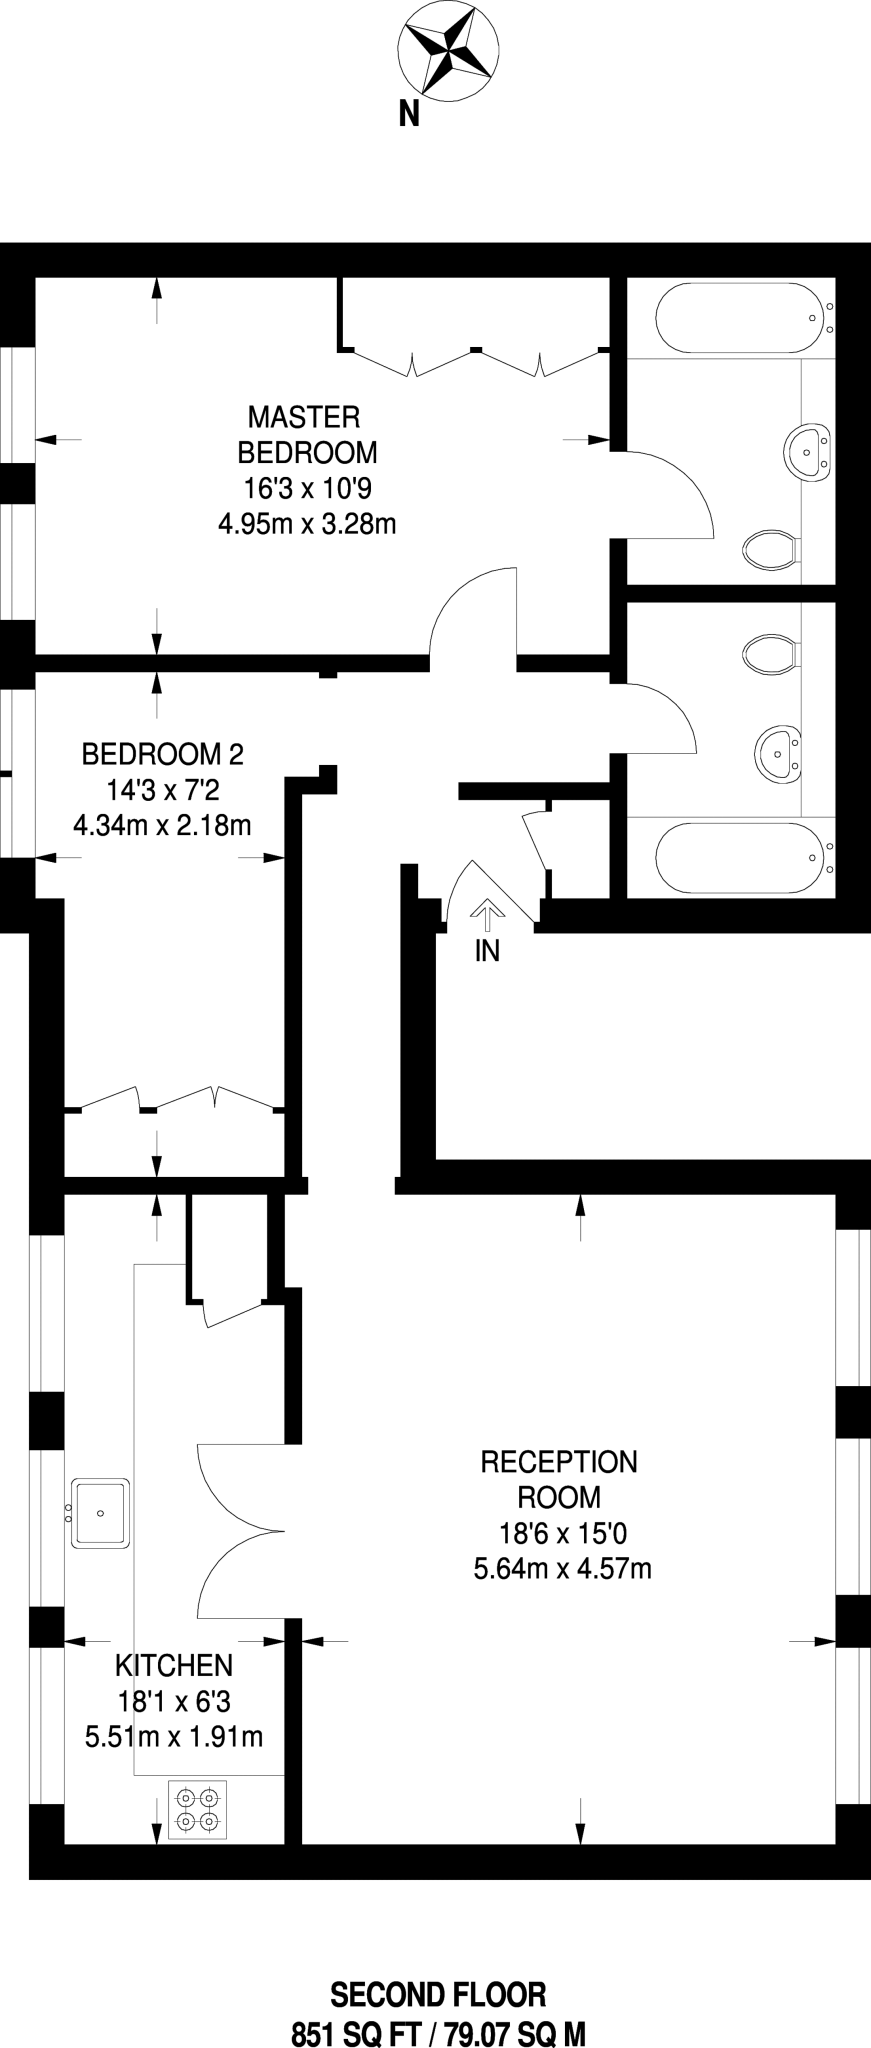 N
MASTER
BEDROOM
16'3 x 10'9
4.95m x 3.28m
BEDROOM 2
14'3 x 7'2
4.34m x 2.18m
IN
RECEPTION
ROOM
18'6 x 15'0
5.64m x 4.57m
KITCHEN
18'1 x 6'3
5.51m x 1.91m
SECOND FLOOR
851 SQ FT / 79.07 SQ M